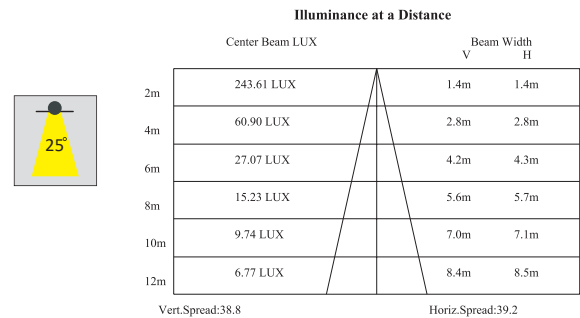 Illuminance at a Distance
Center Beam LUX
Beam Width
V H
2m 243.61 LUX 1.4m 1.4m
4m 60.90 LUX 2.8m 2.8m
6m 27.07 LUX 4.2m 4.3m
8m 15.23 LUX 5.6m 5.7m
10m 9.74 LUX 7.0m 7.1m
12m 6.77 LUX 8.4m 8.5m
Vert.Spread:38.8 Horiz.Spread:39.2
25°